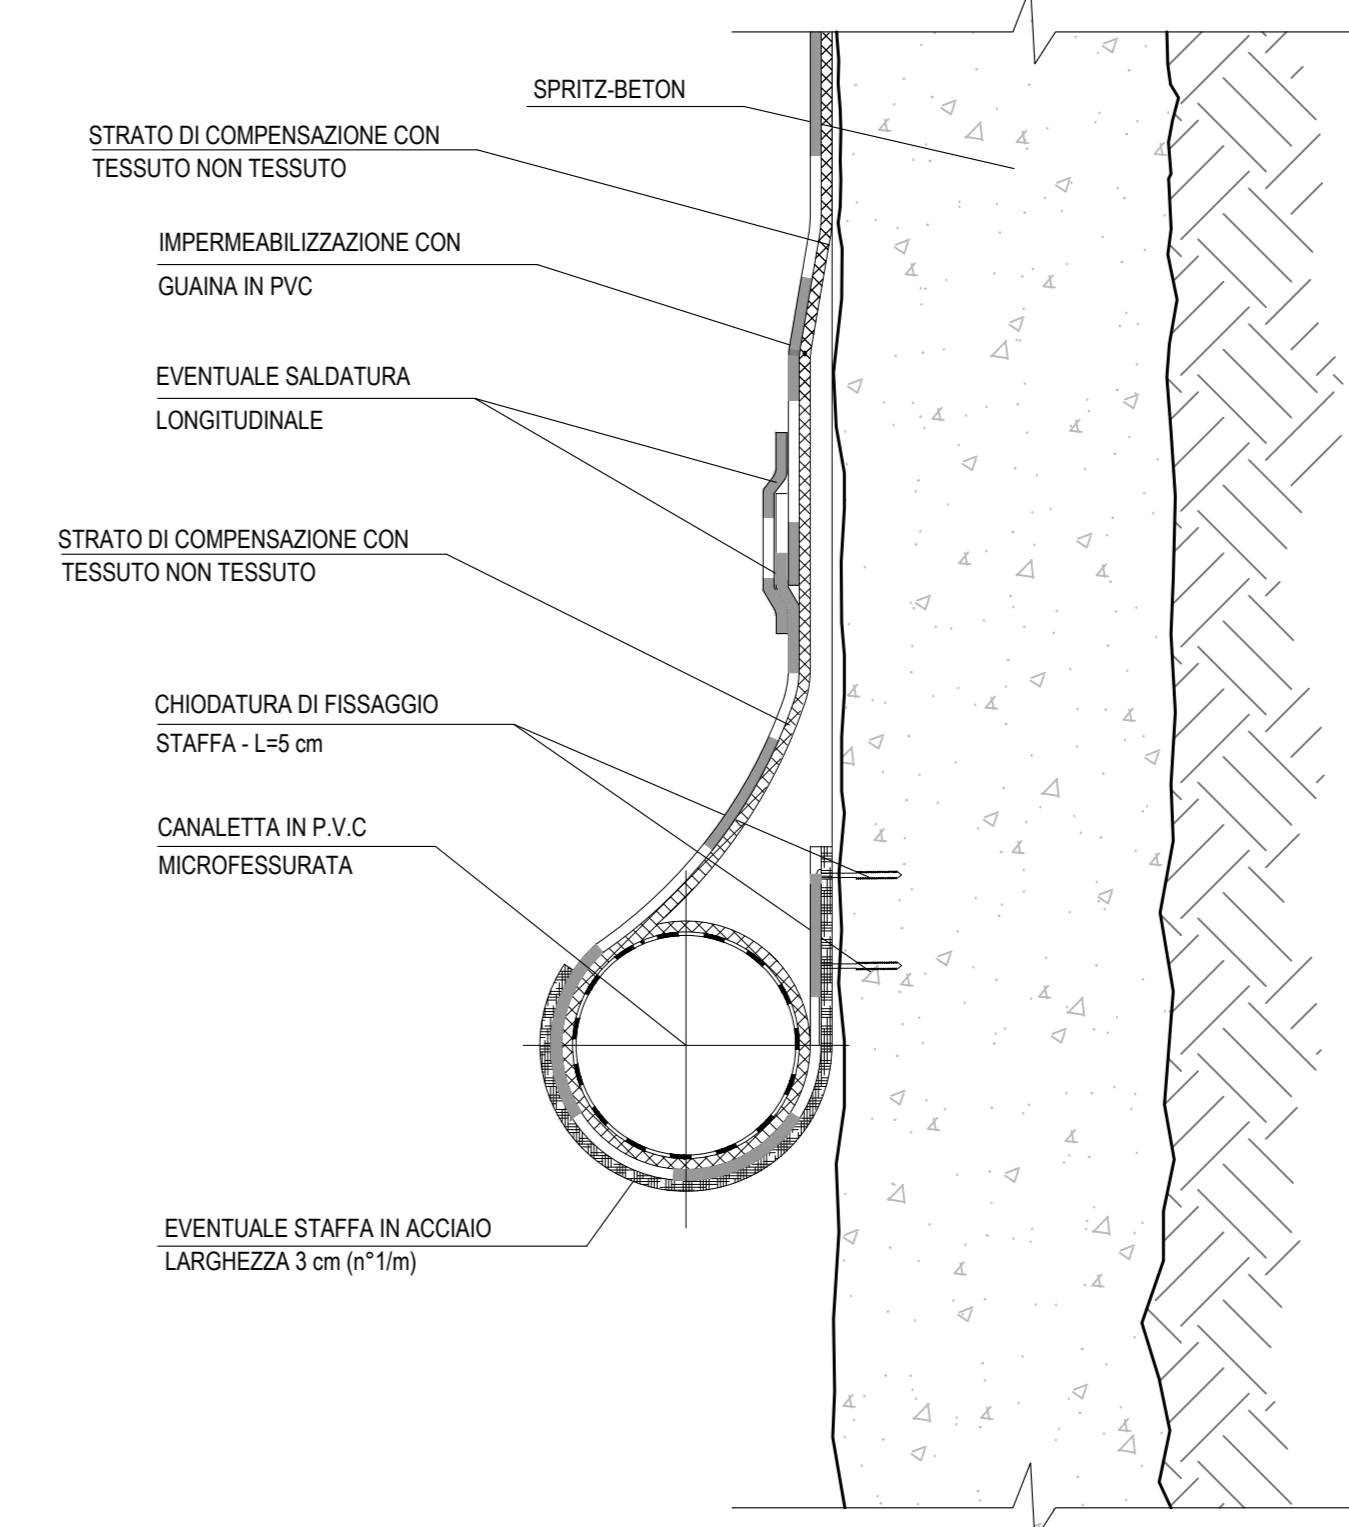 SPRITZ-BETON
STRATO DI COMPENSAZIONE CON
TESSUTO NON TESSUTO
IMPERMEABILIZZAZIONE CON
GUAINA IN PVC
EVENTUALE SALDATURA
LONGITUDINALE
STRATO DI COMPENSAZIONE CON
TESSUTO NON TESSUTO
CHIODATURA DI FISSAGGIO
STAFFA - L=5 cm
CANALETTA IN P.V.C
MICROFESSURATA
EVENTUALE STAFFA IN ACCIAIO
LARGHEZZA 3 cm (n°1/m)